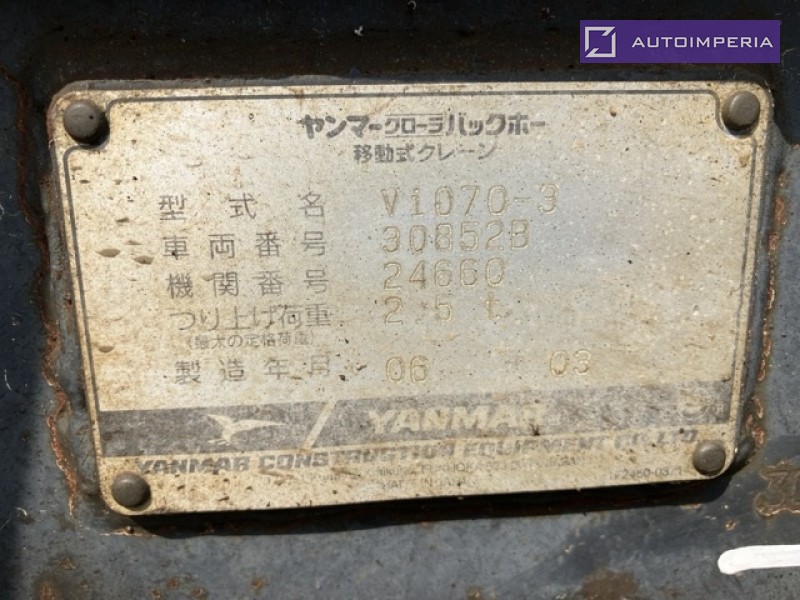 AUTOIMPERIA
ヤンマークローラバックホー
移動式クレーン
型式名 Vi070-3
車両番号 30852B
機関番号 24660
つり上げ荷重 2.5 t
(最大の定格荷重)
製造年月 06 03
YANMAR
YANMAR CONSTRUCTION EQUIPMENT CO., LTD.